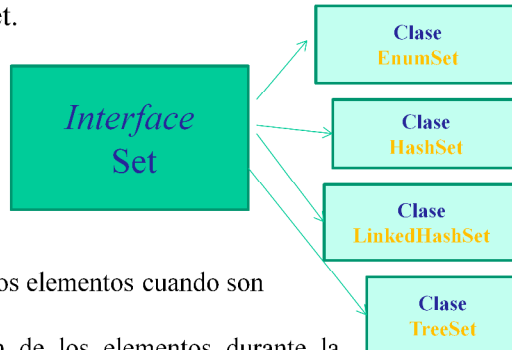 et.
Interface
Set
Clase
EnumSet
Clase
HashSet
Clase
LinkedHashSet
Clase
TreeSet
os elementos cuando son
de los elementos durante la